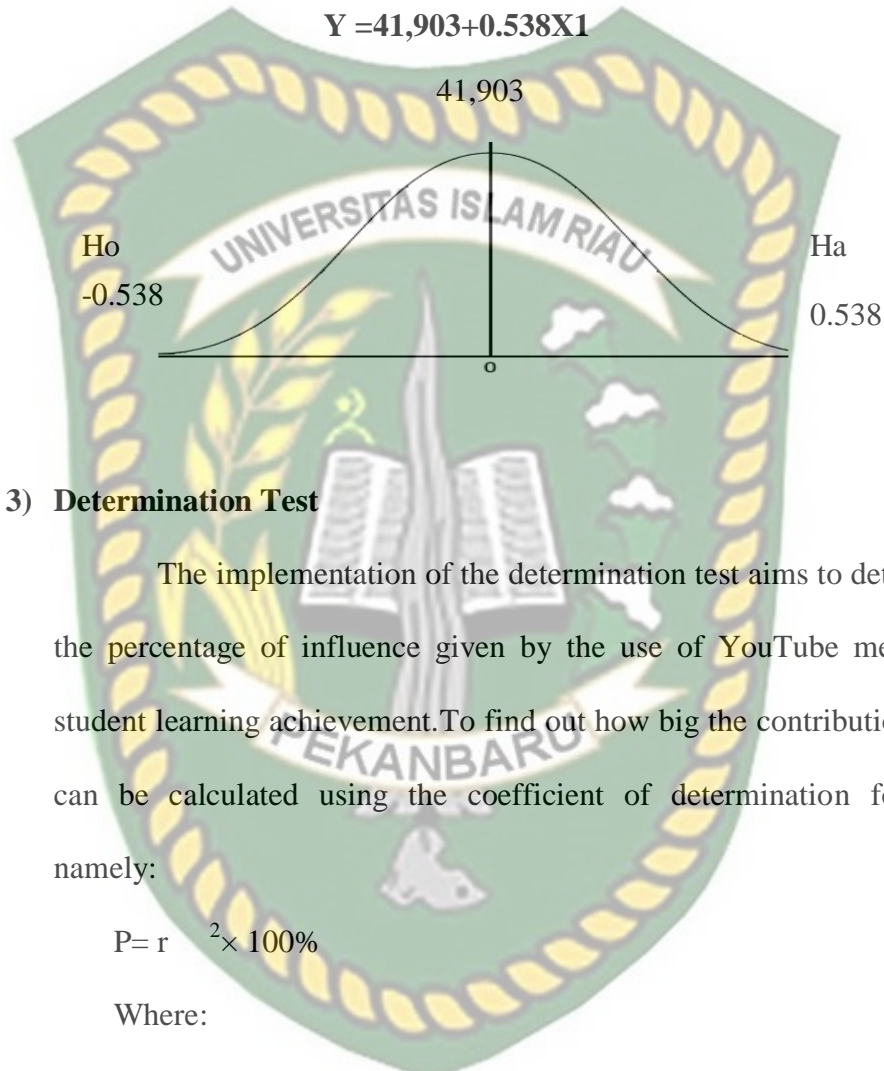 Y =41,903+0.538X1
41,903
UNIVERSITAS ISLAM RIAU
Ho
Ha
-0.538
0.538
o
3) Determination Test
The implementation of the determination test aims to det
the percentage of influence given by the use of YouTube me
student learning achievement.To find out how big the contributio
can be calculated using the coefficient of determination fo
namely:
PEKANBARU
P= r ²× 100%
Where: